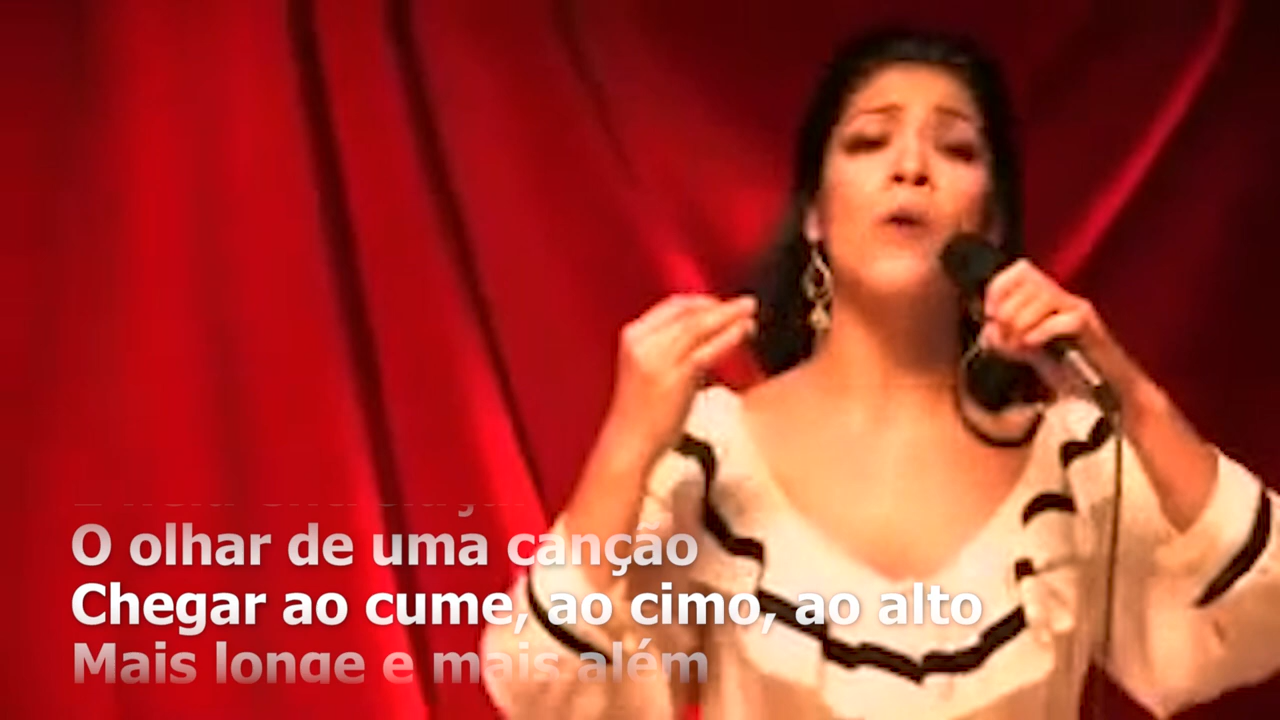 O olhar de uma canção
Chegar ao cume, ao cimo, ao alto
Mais longe e mais além